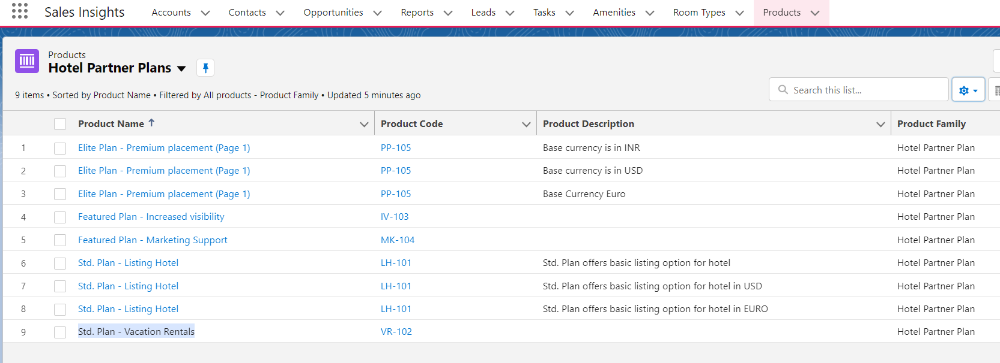 Sales Insights Accounts Contacts Opportunities Reports Leads Tasks Amenities Room Types Products
Products
Hotel Partner Plans
9 items • Sorted by Product Name • Filtered by All products - Product Family • Updated 5 minutes ago
Search this list...
Product Name Product Code Product Description Product Family
1 Elite Plan - Premium placement (Page 1) PP-105 Base currency is in INR Hotel Partner Plan
2 Elite Plan - Premium placement (Page 1) PP-105 Base currency is in USD Hotel Partner Plan
3 Elite Plan - Premium placement (Page 1) PP-105 Base Currency Euro Hotel Partner Plan
4 Featured Plan - Increased visibility IV-103 Hotel Partner Plan
5 Featured Plan - Marketing Support MK-104 Hotel Partner Plan
6 Std. Plan - Listing Hotel LH-101 Std. Plan offers basic listing option for hotel Hotel Partner Plan
7 Std. Plan - Listing Hotel LH-101 Std. Plan offers basic listing option for hotel in USD Hotel Partner Plan
8 Std. Plan - Listing Hotel LH-101 Std. Plan offers basic listing option for hotel in EURO Hotel Partner Plan
9 Std. Plan - Vacation Rentals VR-102 Hotel Partner Plan